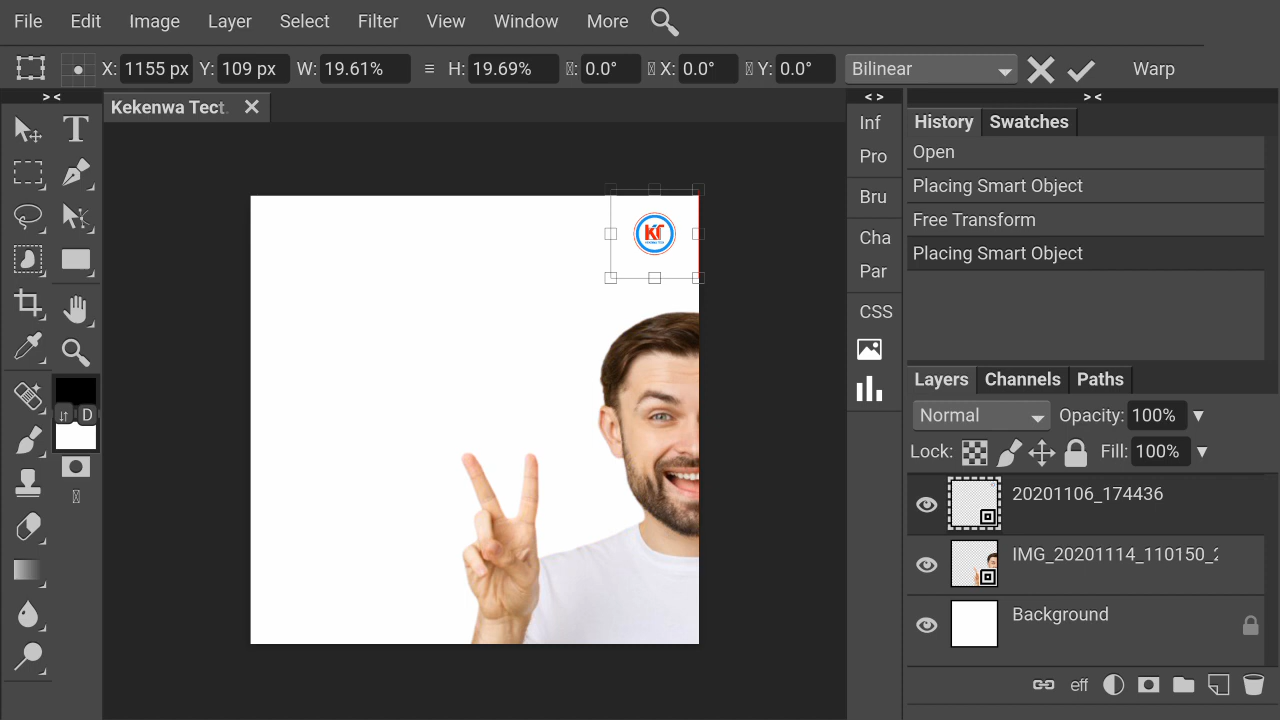 File Edit Image Layer Select Filter View Window More
X: 1155 px Y: 109 px W: 19.61% H: 19.69% : 0.0° X: 0.0° Y: 0.0° Bilinear Warp
> < < > > <
Kekenwa Tect
T
D
Inf
Pro
Bru
Cha
Par
CSS
KT
History Swatches
Open
Placing Smart Object
Free Transform
Placing Smart Object
Layers Channels Paths
Normal Opacity: 100%
Lock: Fill: 100%
20201106_174436
IMG_20201114_110150_2
Background
eff